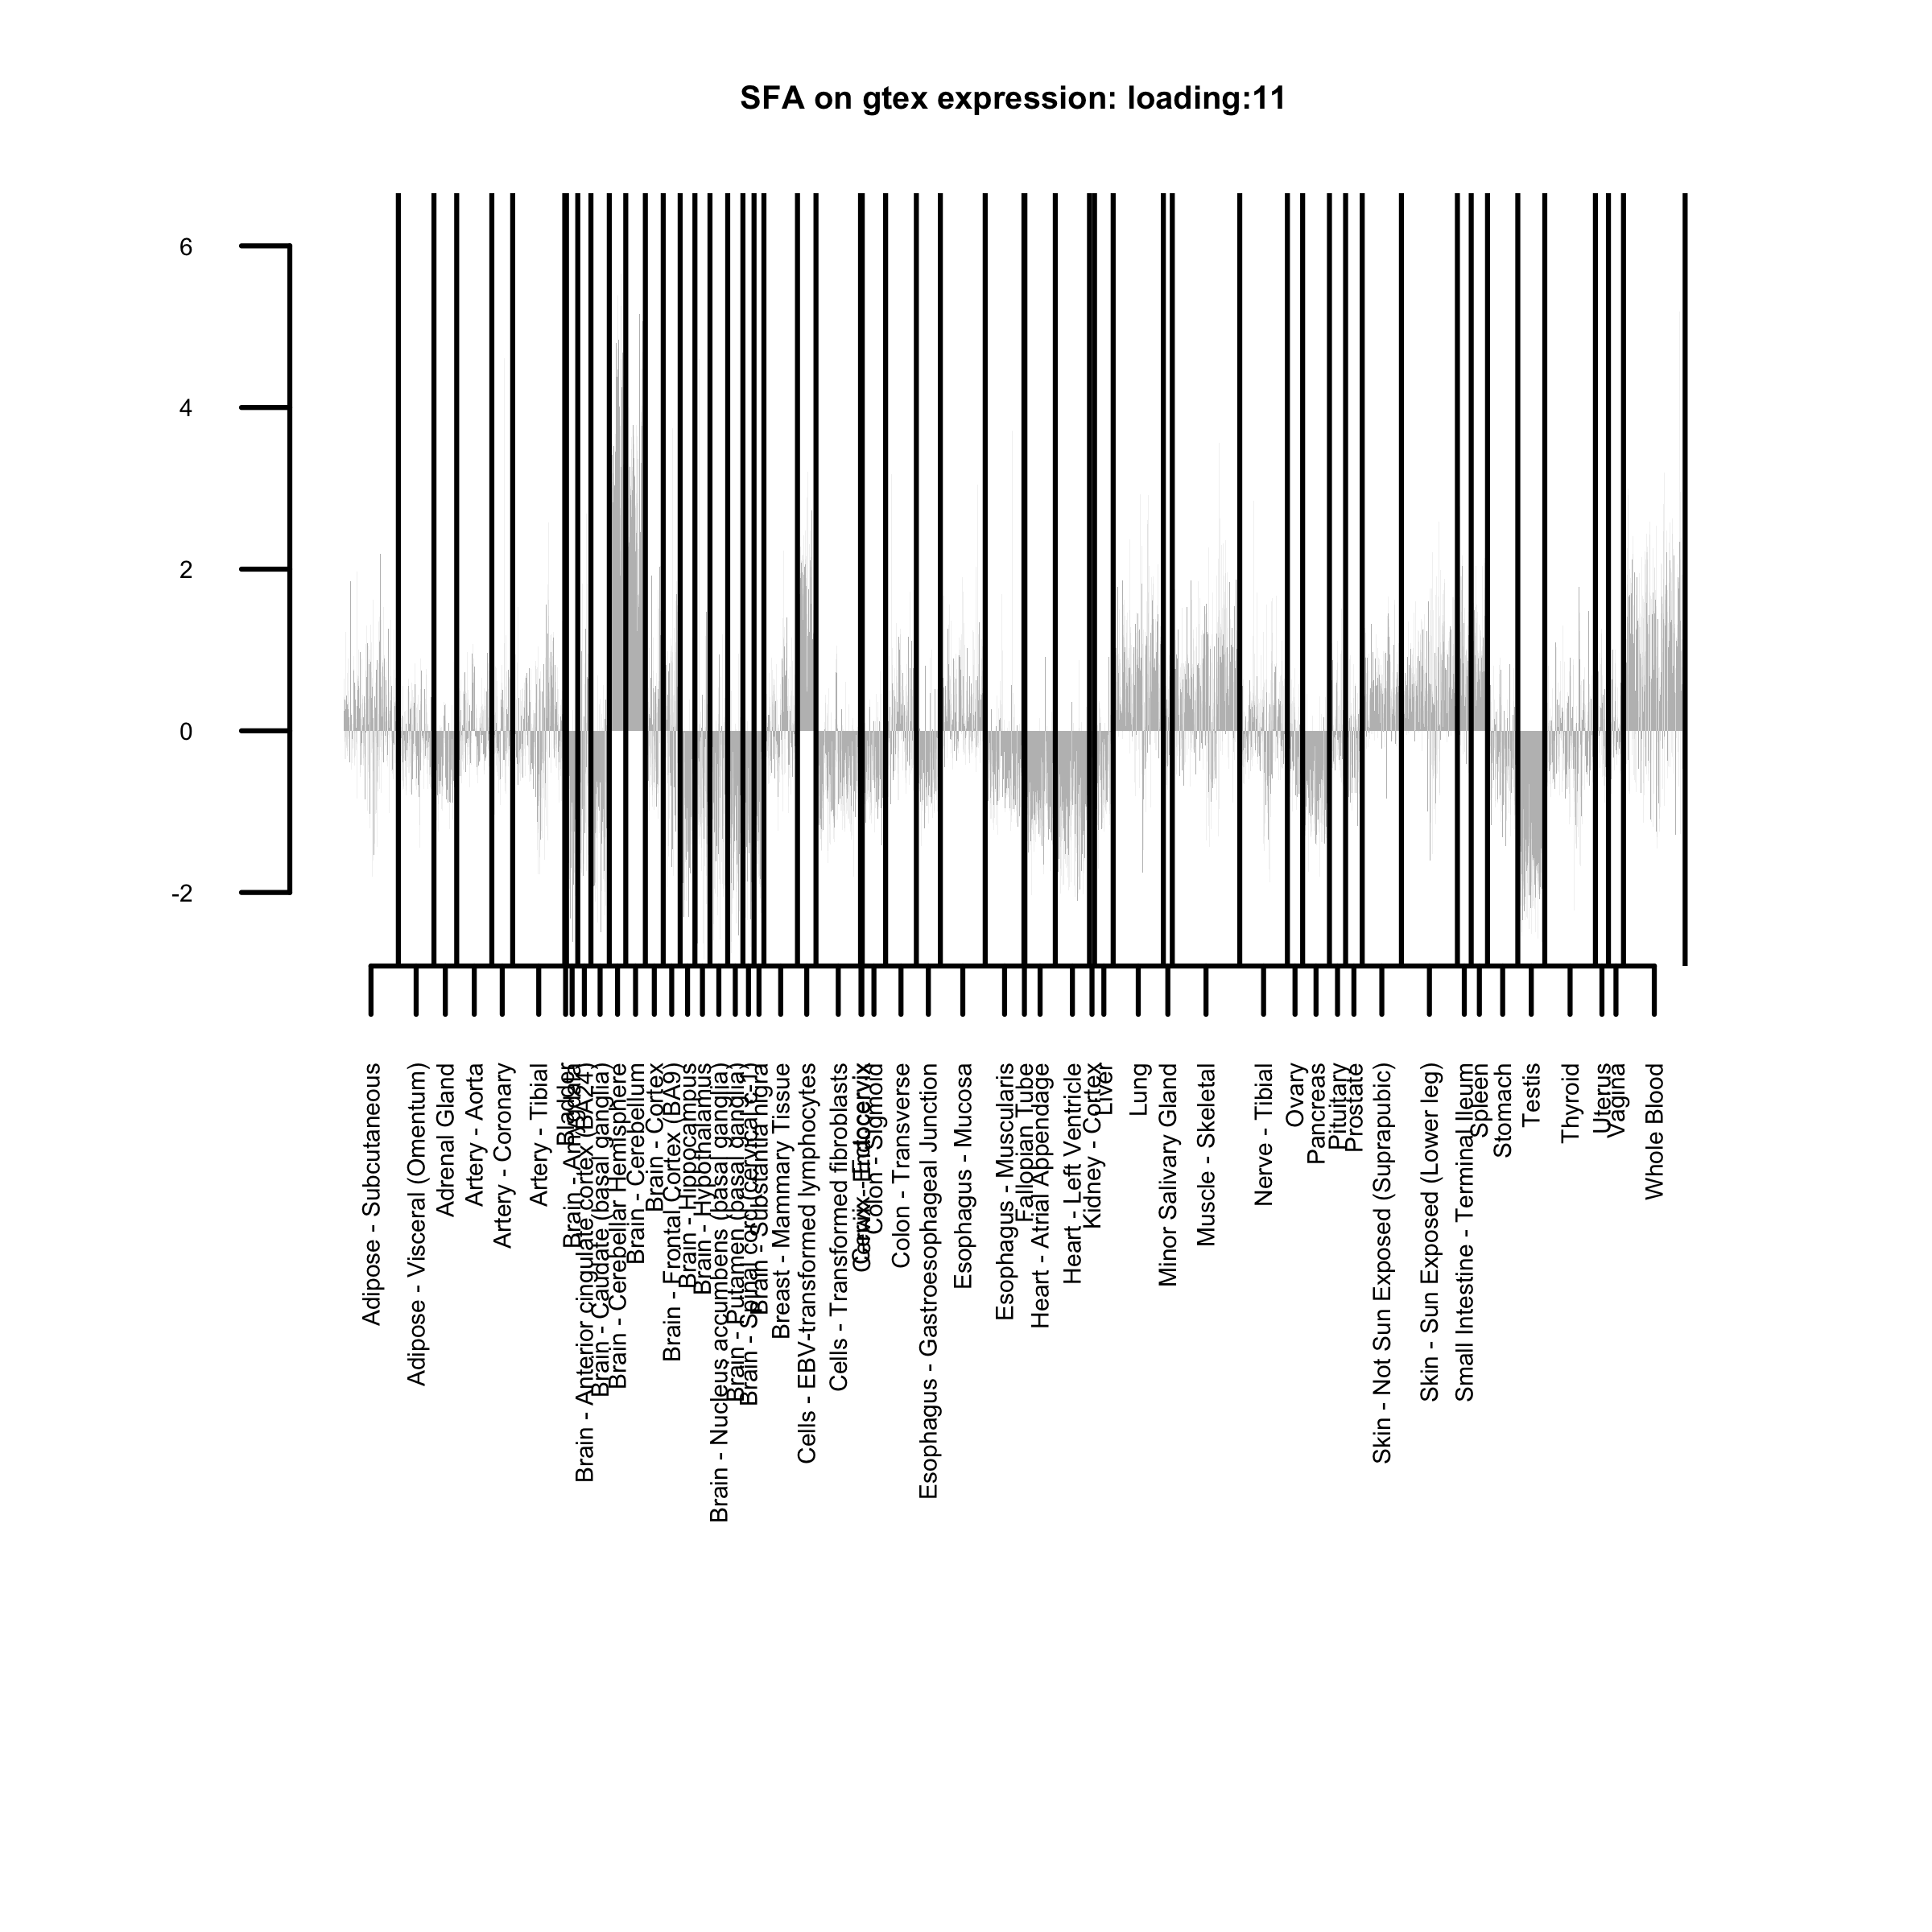 SFA on gtex expression: loading:11
6
4
2
0
-2
Adipose - Subcutaneous
Adipose - Visceral (Omentum)
Adrenal Gland
Artery - Aorta
Artery - Coronary
Artery - Tibial
Bladder
Brain - Amygdala
Brain - Anterior cingulate cortex (BA24)
Brain - Caudate (basal ganglia)
Brain - Cerebellar Hemisphere
Brain - Cerebellum
Brain - Cortex
Brain - Frontal Cortex (BA9)
Brain - Hippocampus
Brain - Hypothalamus
Brain - Nucleus accumbens (basal ganglia)
Brain - Putamen (basal ganglia)
Brain - Spinal cord (cervical c-1)
Brain - Substantia nigra
Breast - Mammary Tissue
Cells - EBV-transformed lymphocytes
Cells - Transformed fibroblasts
Cervix - Endocervix
Colon - Sigmoid
Colon - Transverse
Esophagus - Gastroesophageal Junction
Esophagus - Mucosa
Esophagus - Muscularis
Fallopian Tube
Heart - Atrial Appendage
Heart - Left Ventricle
Kidney - Cortex
Liver
Lung
Minor Salivary Gland
Muscle - Skeletal
Nerve - Tibial
Ovary
Pancreas
Pituitary
Prostate
Skin - Not Sun Exposed (Suprapubic)
Skin - Sun Exposed (Lower leg)
Small Intestine - Terminal Ileum
Spleen
Stomach
Testis
Thyroid
Uterus
Vagina
Whole Blood